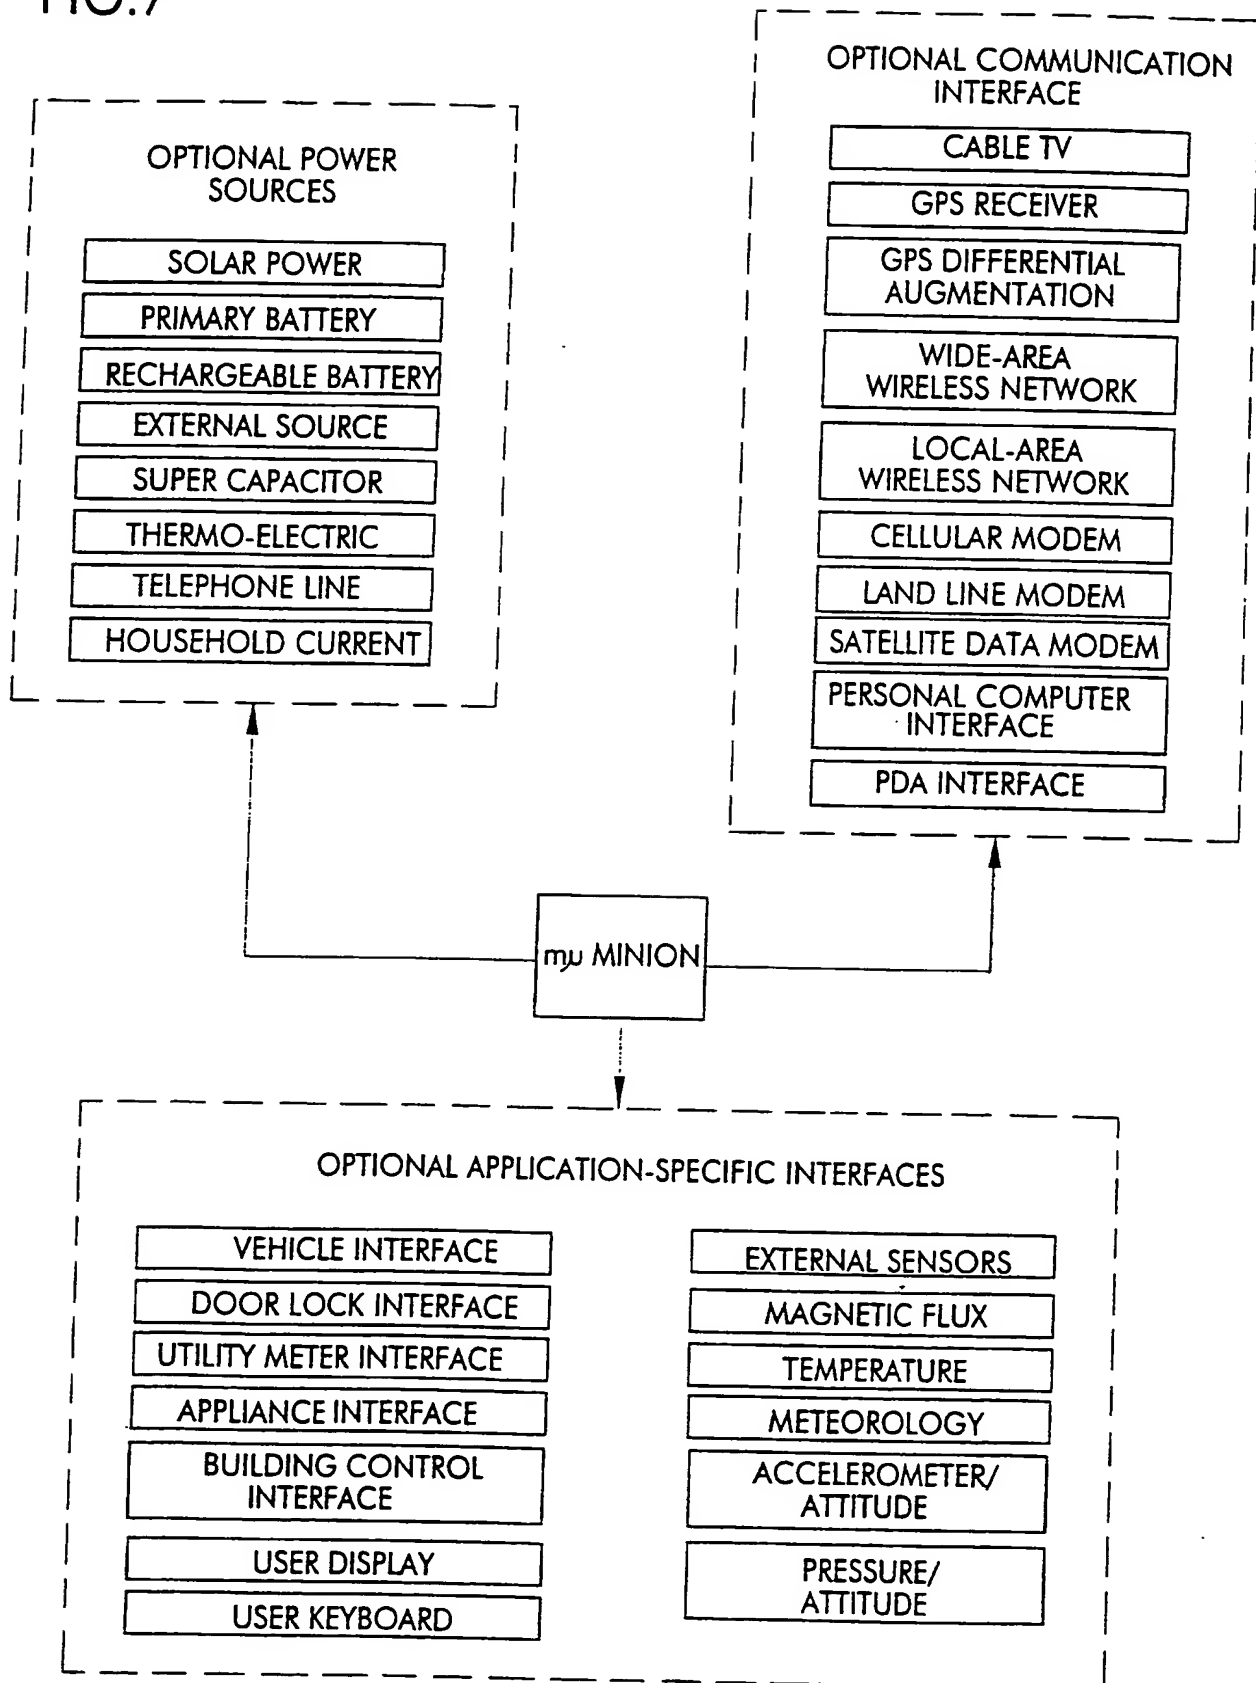 FIG.7
OPTIONAL POWER
SOURCES
SOLAR POWER
PRIMARY BATTERY
RECHARGEABLE BATTERY
EXTERNAL SOURCE
SUPER CAPACITOR
THERMO-ELECTRIC
TELEPHONE LINE
HOUSEHOLD CURRENT
OPTIONAL COMMUNICATION
INTERFACE
CABLE TV
GPS RECEIVER
GPS DIFFERENTIAL
AUGMENTATION
WIDE-AREA
WIRELESS NETWORK
LOCAL-AREA
WIRELESS NETWORK
CELLULAR MODEM
LAND LINE MODEM
SATELLITE DATA MODEM
PERSONAL COMPUTER
INTERFACE
PDA INTERFACE
mμ MINION
OPTIONAL APPLICATION-SPECIFIC INTERFACES
VEHICLE INTERFACE
DOOR LOCK INTERFACE
UTILITY METER INTERFACE
APPLIANCE INTERFACE
BUILDING CONTROL
INTERFACE
USER DISPLAY
USER KEYBOARD
EXTERNAL SENSORS
MAGNETIC FLUX
TEMPERATURE
METEOROLOGY
ACCELEROMETER/
ATTITUDE
PRESSURE/
ATTITUDE